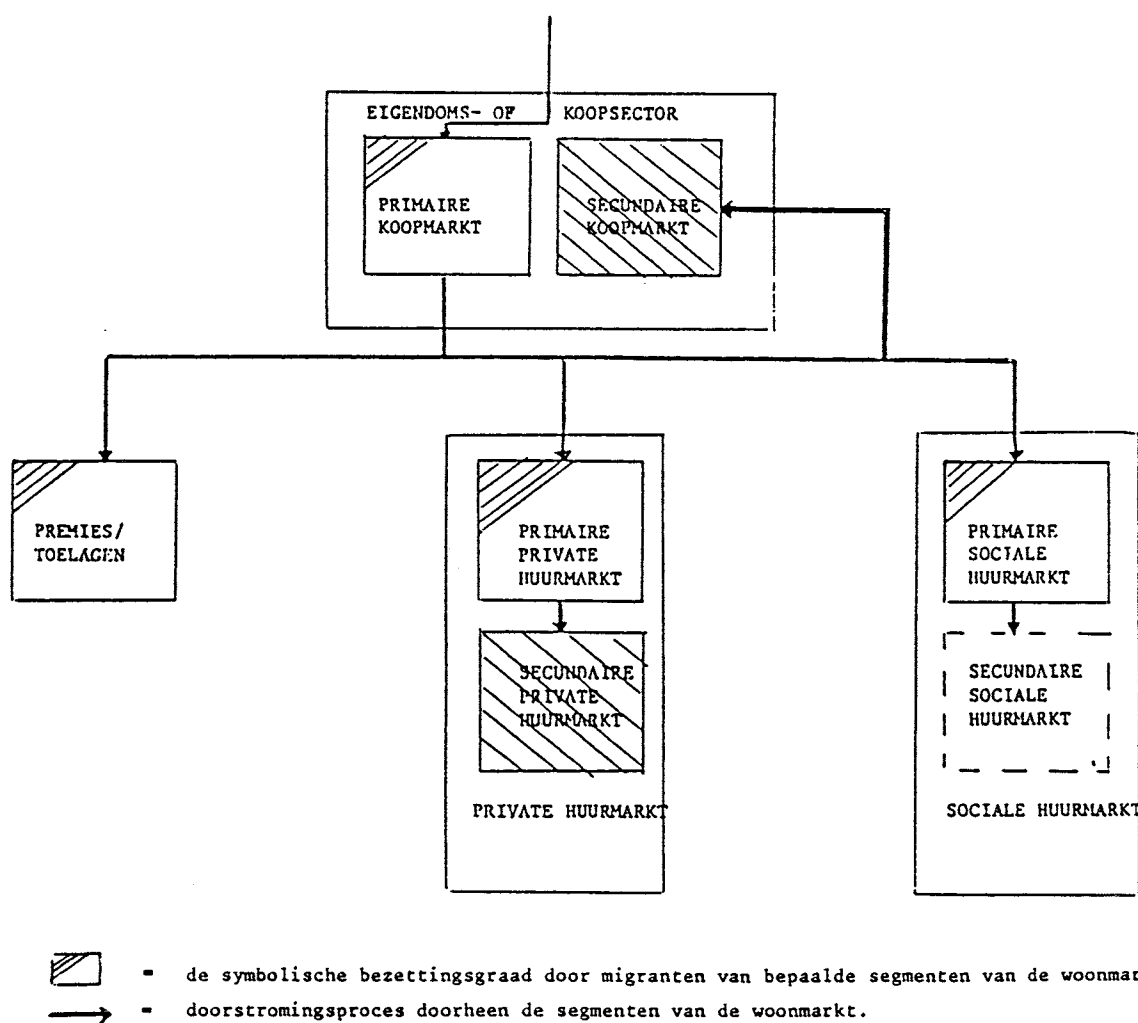 EIGENDOMS- OF KOOPSECTOR
PRIMAIRE
KOOPMARKT
SECUNDAIRE
KOOPMARKT
PREMIES/
TOELAGEN
PRIMAIRE
PRIVATE
HUURMARKT
SECUNDAIRE
PRIVATE
HUURMARKT
PRIVATE HUURMARKT
PRIMAIRE
SOCIALE
HUURMARKT
SECUNDAIRE
SOCIALE
HUURMARKT
SOCIALE HUURMARKT
= de symbolische bezettingsgraad door migranten van bepaalde segmenten van de woonmar
= doorstromingsproces doorheen de segmenten van de woonmarkt.